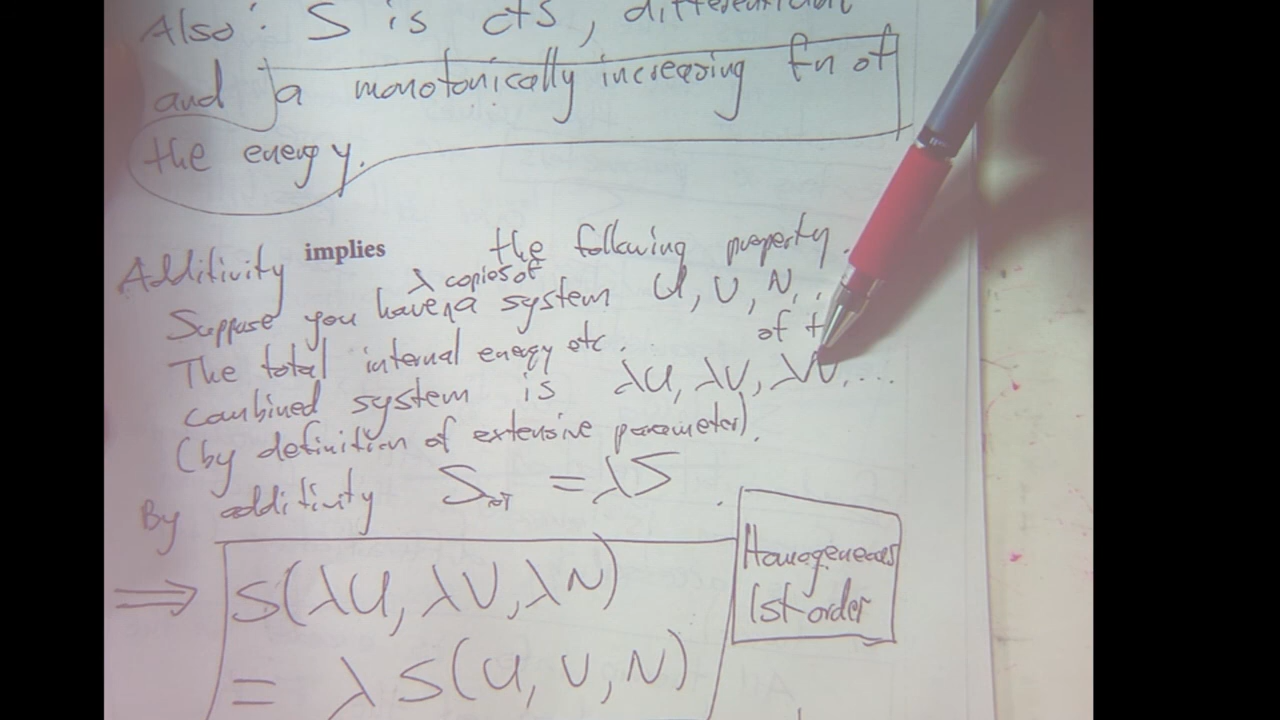 Also: S is cts,
and a monotonically increasing fn of
the energy.
Additivity implies the following property.
λ copies of
Suppose you have a system U, V, N, ..
The total internal energy etc. of t
combined system is λU, λV, λN, ....
(by definition of extensive parameter).
By additivity S_TOT = λS.
⟹ S(λU, λV, λN)
= λ S(U, V, N)
Homogeneous
1st order